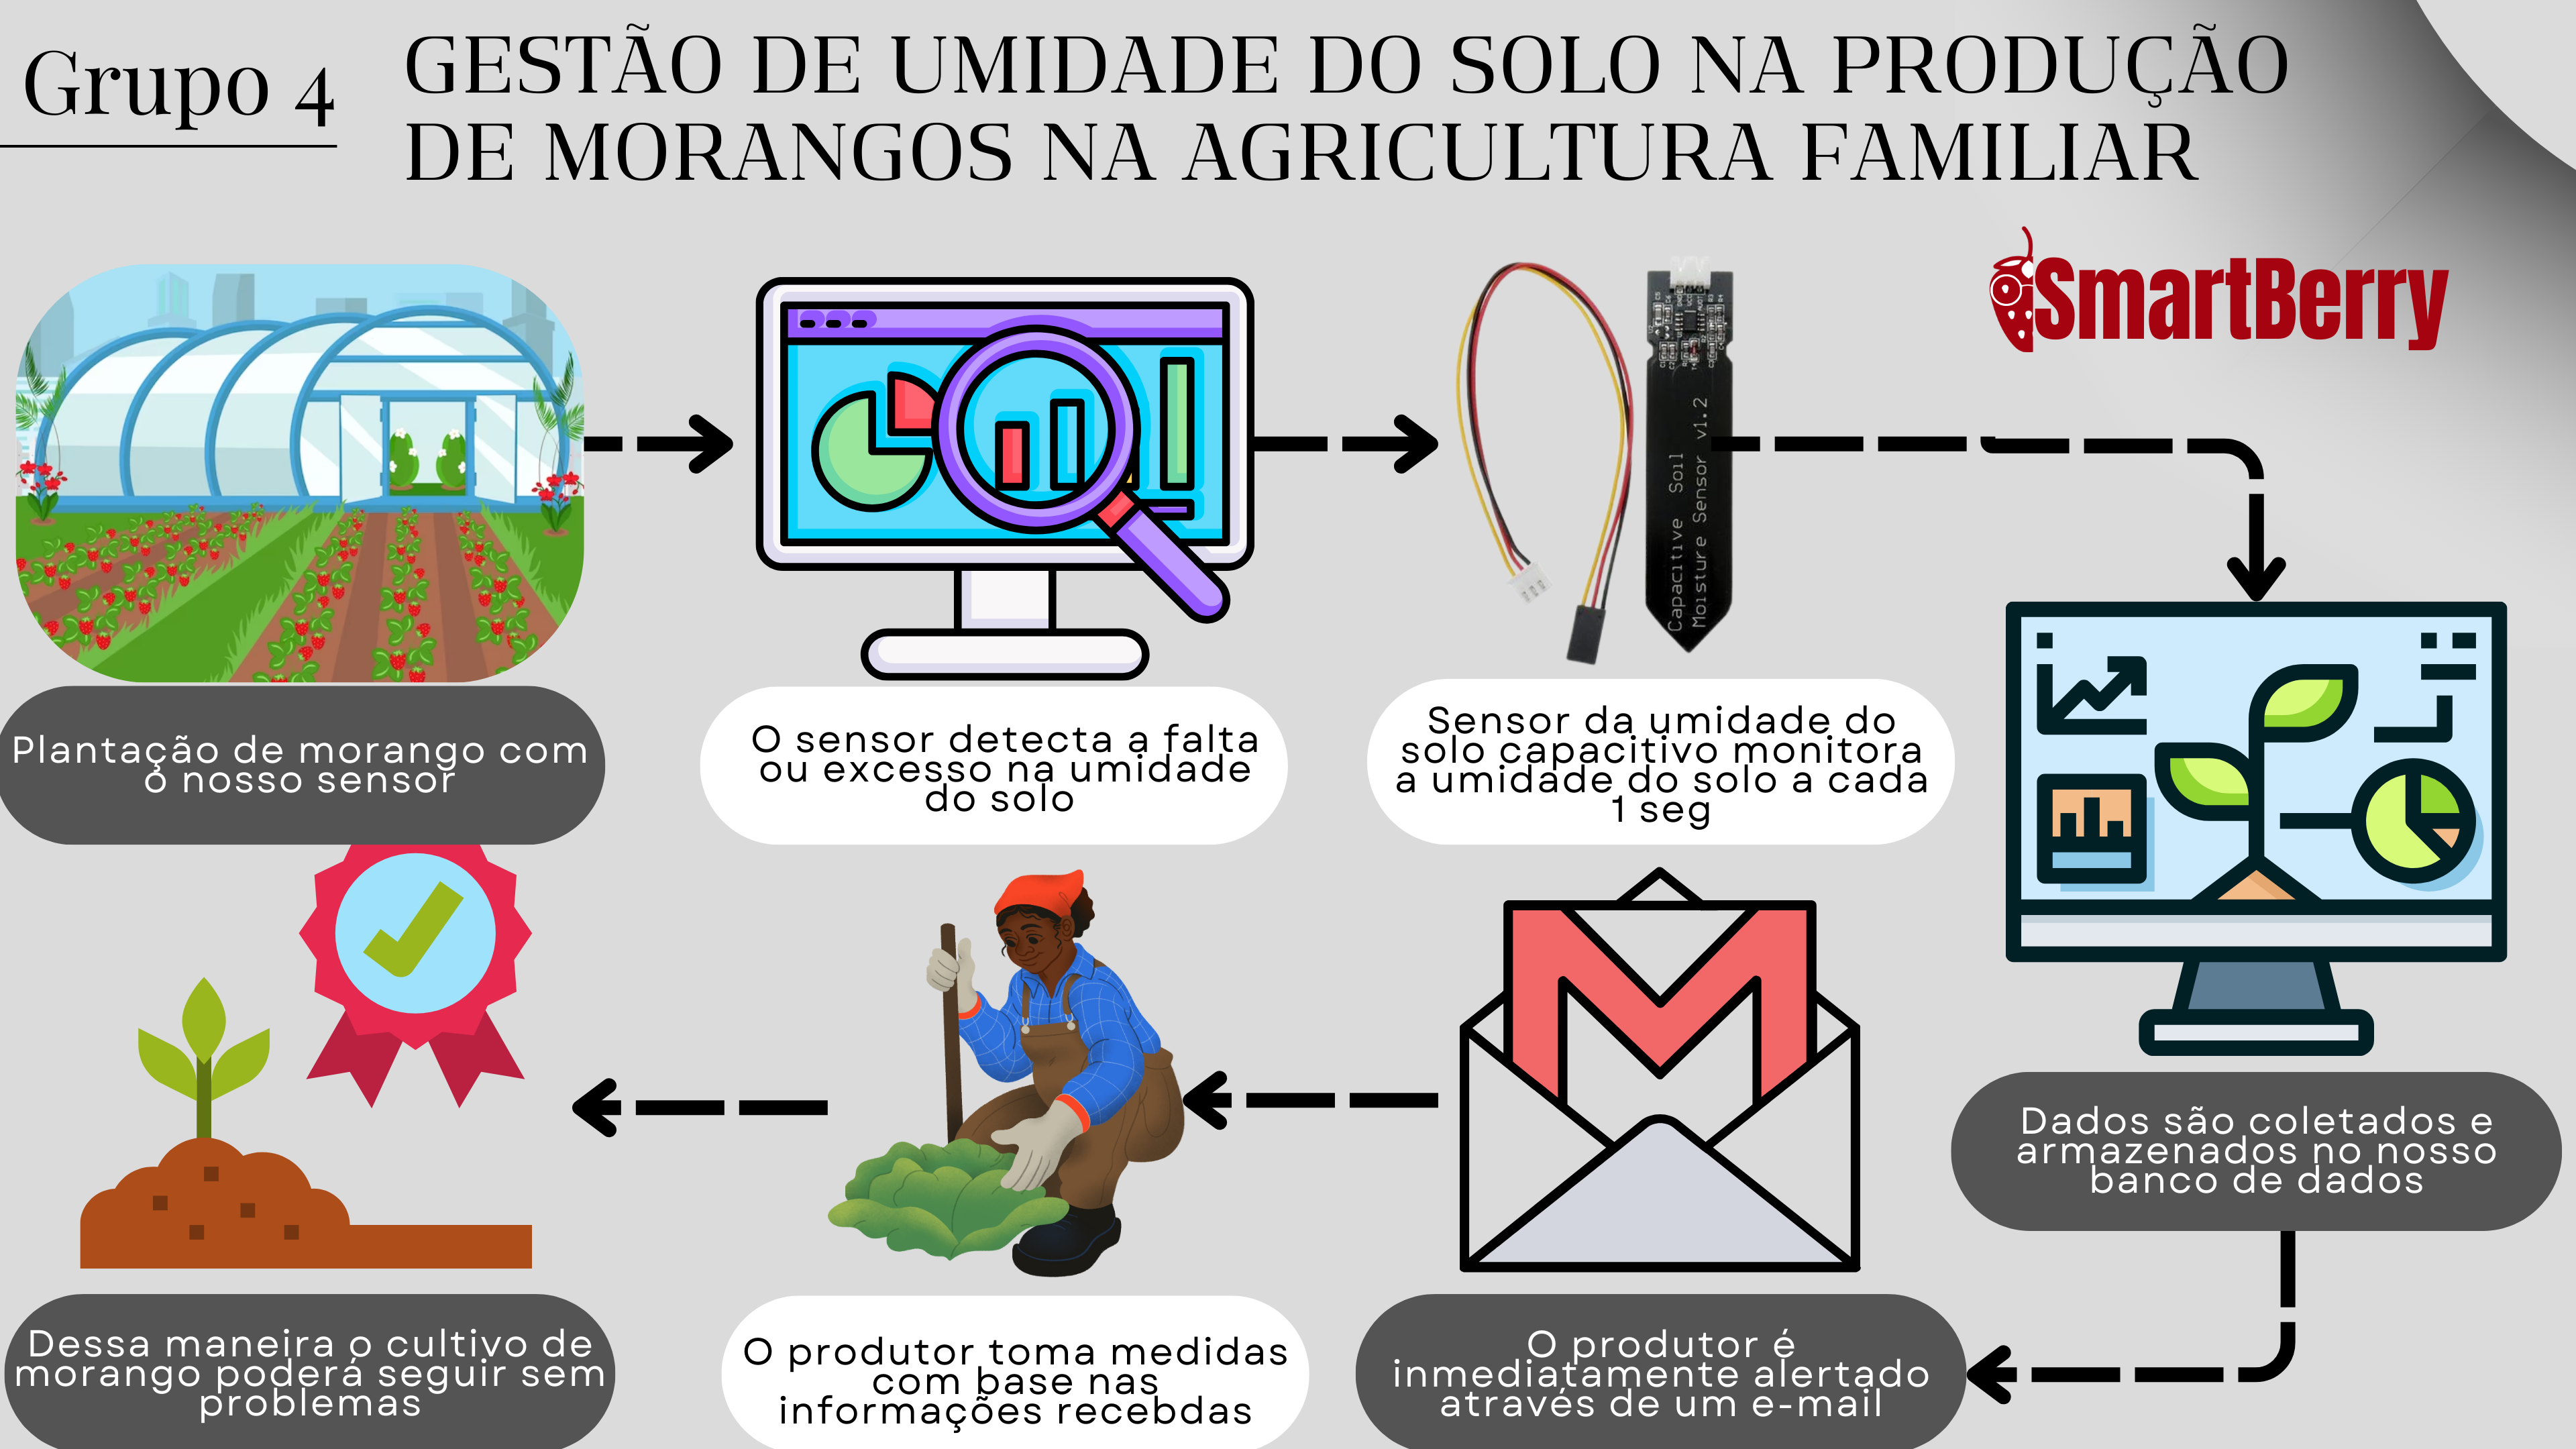 Grupo 4
GESTÃO DE UMIDADE DO SOLO NA PRODUÇÃO
DE MORANGOS NA AGRICULTURA FAMILIAR
SmartBerry
Capacitive Soil
Moisture Sensor v1.2
Plantação de morango com
o nosso sensor
O sensor detecta a falta
ou excesso na umidade
do solo
Sensor da umidade do
solo capacitivo monitora
a umidade do solo a cada
1 seg
Dados são coletados e
armazenados no nosso
banco de dados
O produtor é
inmediatamente alertado
através de um e-mail
O produtor toma medidas
com base nas
informações recebdas
Dessa maneira o cultivo de
morango poderá seguir sem
problemas